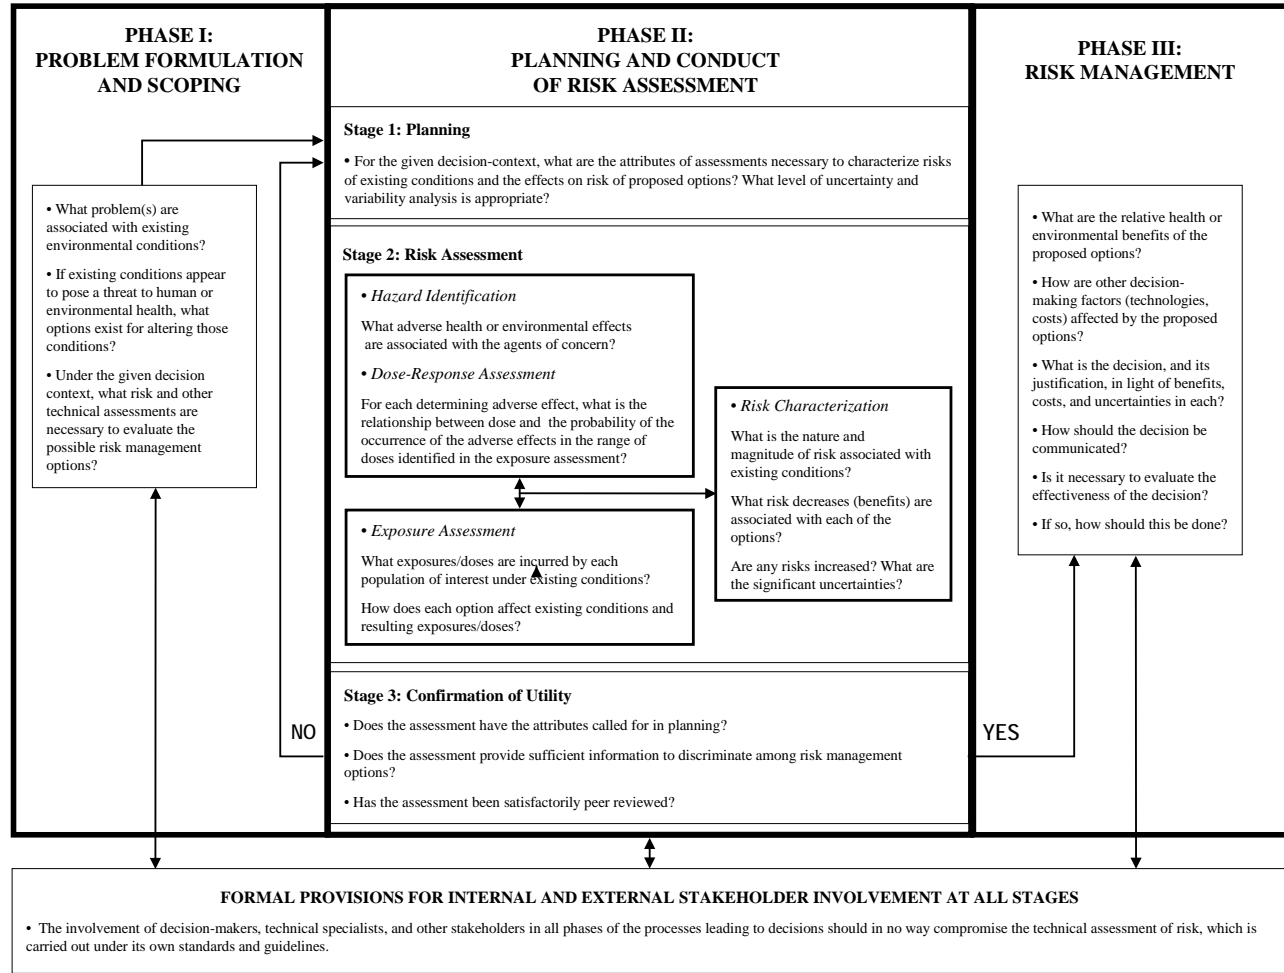 PHASE I:
PROBLEM FORMULATION
AND SCOPING
• What problem(s) are
associated with existing
environmental conditions?
• If existing conditions appear
to pose a threat to human or
environmental health, what
options exist for altering those
conditions?
• Under the given decision
context, what risk and other
technical assessments are
necessary to evaluate the
possible risk management
options?
NO
PHASE II:
PLANNING AND CONDUCT
OF RISK ASSESSMENT
Stage 1: Planning
• For the given decision-context, what are the attributes of assessments necessary to characterize risks
of existing conditions and the effects on risk of proposed options? What level of uncertainty and
variability analysis is appropriate?
Stage 2: Risk Assessment
• Hazard Identification
What adverse health or environmental effects
are associated with the agents of concern?
• Dose-Response Assessment
For each determining adverse effect, what is the
relationship between dose and the probability of the
occurrence of the adverse effects in the range of
doses identified in the exposure assessment?
• Exposure Assessment
What exposures/doses are incurred by each
population of interest under existing conditions?
How does each option affect existing conditions and
resulting exposures/doses?
• Risk Characterization
What is the nature and
magnitude of risk associated with
existing conditions?
What risk decreases (benefits) are
associated with each of the
options?
Are any risks increased? What are
the significant uncertainties?
Stage 3: Confirmation of Utility
• Does the assessment have the attributes called for in planning?
• Does the assessment provide sufficient information to discriminate among risk management
options?
• Has the assessment been satisfactorily peer reviewed?
PHASE III:
RISK MANAGEMENT
• What are the relative health or
environmental benefits of the
proposed options?
• How are other decision-
making factors (technologies,
costs) affected by the proposed
options?
• What is the decision, and its
justification, in light of benefits,
costs, and uncertainties in each?
• How should the decision be
communicated?
• Is it necessary to evaluate the
effectiveness of the decision?
• If so, how should this be done?
YES
FORMAL PROVISIONS FOR INTERNAL AND EXTERNAL STAKEHOLDER INVOLVEMENT AT ALL STAGES
• The involvement of decision-makers, technical specialists, and other stakeholders in all phases of the processes leading to decisions should in no way compromise the technical assessment of risk, which is
carried out under its own standards and guidelines.